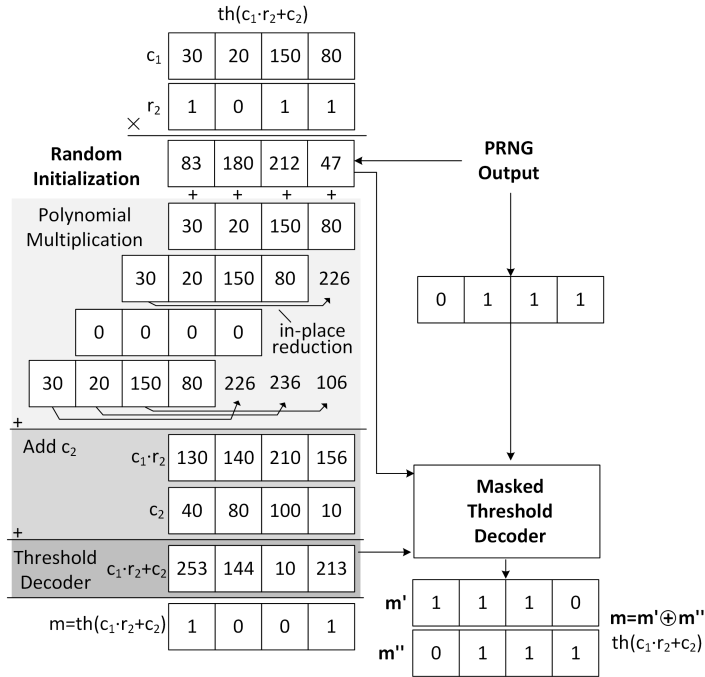 th(c₁·r₂+c₂)
c₁ 30 20 150 80
r₂ 1 0 1 1
×
Random Initialization 83 180 212 47
PRNG Output
+ + + +
Polynomial Multiplication 30 20 150 80
30 20 150 80 226
0 1 1 1
in-place reduction
0 0 0 0
30 20 150 80 226 236 106
+
Add c₂
c₁·r₂ 130 140 210 156
c₂ 40 80 100 10
+
Masked Threshold Decoder
Threshold Decoder c₁·r₂+c₂ 253 144 10 213
m=th(c₁·r₂+c₂) 1 0 0 1
m' 1 1 1 0
m'' 0 1 1 1
m=m'⊕m''
th(c₁·r₂+c₂)